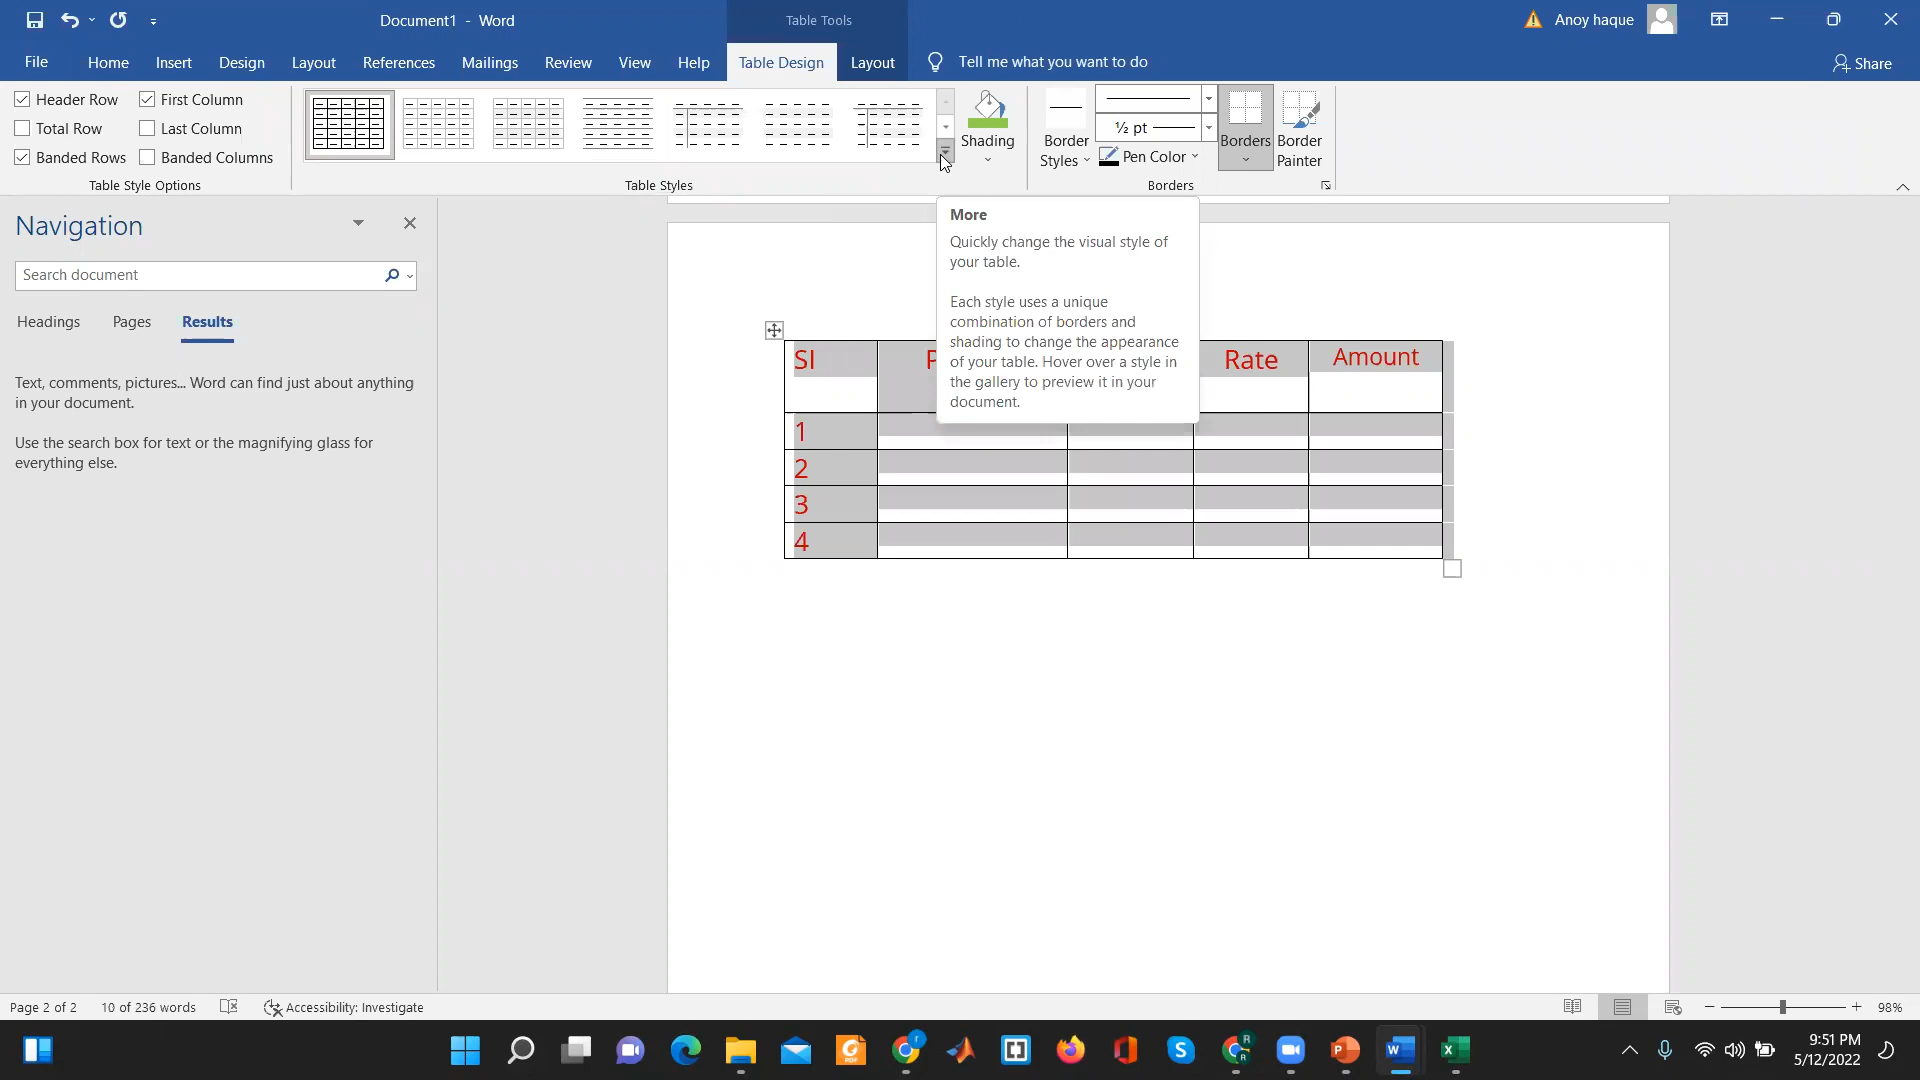 Document1 - Word
Table Tools
Anoy haque
File
Home
Insert
Design
Layout
References
Mailings
Review
View
Help
Table Design
Layout
Tell me what you want to do
Share
Header Row
First Column
Total Row
Last Column
Banded Rows
Banded Columns
Table Style Options
Table Styles
Shading
Border
Styles
½ pt
Pen Color
Borders
Border
Painter
Borders
Navigation
Search document
Headings
Pages
Results
Text, comments, pictures... Word can find just about anything
in your document.
Use the search box for text or the magnifying glass for
everything else.
More
Quickly change the visual style of
your table.
Each style uses a unique
combination of borders and
shading to change the appearance
of your table. Hover over a style in
the gallery to preview it in your
document.
SI
Rate
Amount
1
2
3
4
Page 2 of 2
10 of 236 words
Accessibility: Investigate
98%
9:51 PM
5/12/2022